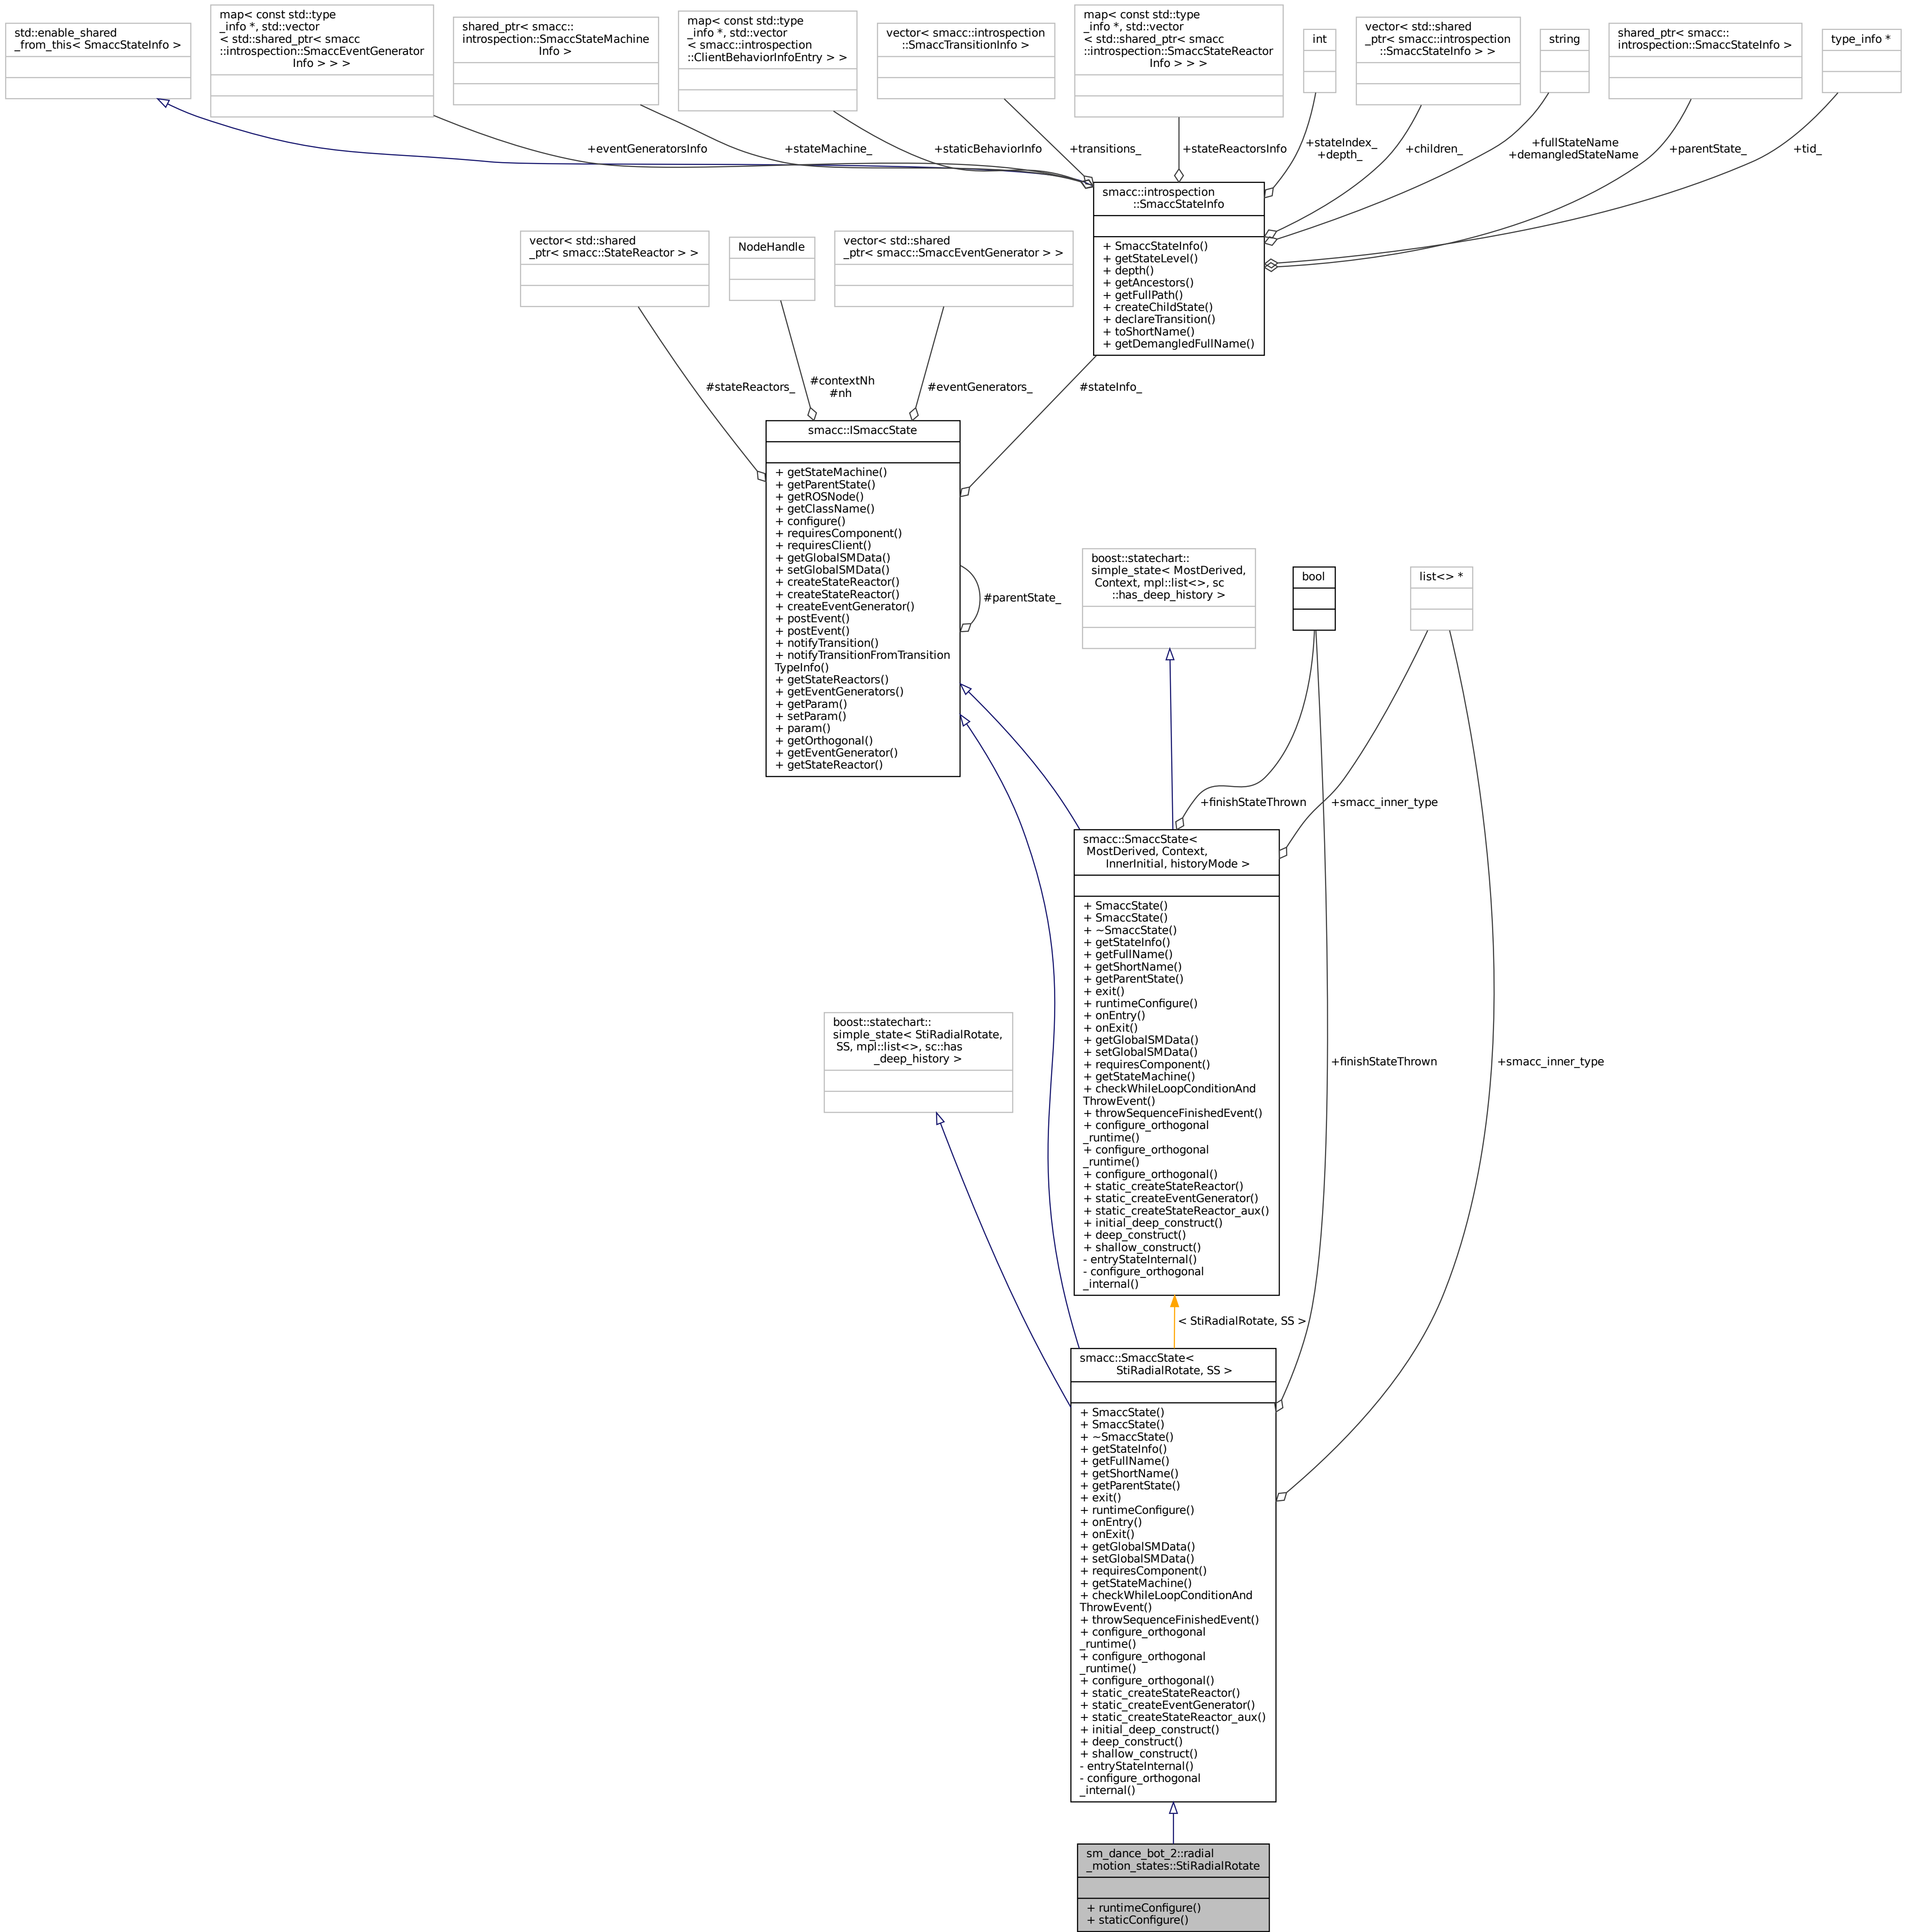 std::enable_shared
_from_this< SmaccStateInfo >
map< const std::type
_info *, std::vector
< std::shared_ptr< smacc
::introspection::SmaccEventGenerator
Info > > >
shared_ptr< smacc::
introspection::SmaccStateMachine
Info >
map< const std::type
_info *, std::vector
< smacc::introspection
::ClientBehaviorInfoEntry > >
vector< smacc::introspection
::SmaccTransitionInfo >
map< const std::type
_info *, std::vector
< std::shared_ptr< smacc
::introspection::SmaccStateReactor
Info > > >
int
vector< std::shared
_ptr< smacc::introspection
::SmaccStateInfo > >
string
shared_ptr< smacc::
introspection::SmaccStateInfo >
type_info *
+eventGeneratorsInfo
+stateMachine_
+staticBehaviorInfo
+transitions_
+stateReactorsInfo
+stateIndex_
+depth_
+children_
+fullStateName
+demangledStateName
+parentState_
+tid_
smacc::introspection
::SmaccStateInfo
+ SmaccStateInfo()
+ getStateLevel()
+ depth()
+ getAncestors()
+ getFullPath()
+ createChildState()
+ declareTransition()
+ toShortName()
+ getDemangledFullName()
vector< std::shared
_ptr< smacc::StateReactor > >
NodeHandle
vector< std::shared
_ptr< smacc::SmaccEventGenerator > >
#stateReactors_
#contextNh
#nh
#eventGenerators_
#stateInfo_
smacc::ISmaccState
+ getStateMachine()
+ getParentState()
+ getROSNode()
+ getClassName()
+ configure()
+ requiresComponent()
+ requiresClient()
+ getGlobalSMData()
+ setGlobalSMData()
+ createStateReactor()
+ createStateReactor()
+ createEventGenerator()
+ postEvent()
+ postEvent()
+ notifyTransition()
+ notifyTransitionFromTransition
TypeInfo()
+ getStateReactors()
+ getEventGenerators()
+ getParam()
+ setParam()
+ param()
+ getOrthogonal()
+ getEventGenerator()
+ getStateReactor()
#parentState_
boost::statechart::
simple_state< MostDerived,
Context, mpl::list<>, sc
::has_deep_history >
bool
list<> *
+finishStateThrown
+smacc_inner_type
smacc::SmaccState<
MostDerived, Context,
InnerInitial, historyMode >
+ SmaccState()
+ SmaccState()
+ ~SmaccState()
+ getStateInfo()
+ getFullName()
+ getShortName()
+ getParentState()
+ exit()
+ runtimeConfigure()
+ onEntry()
+ onExit()
+ getGlobalSMData()
+ setGlobalSMData()
+ requiresComponent()
+ getStateMachine()
+ checkWhileLoopConditionAnd
ThrowEvent()
+ throwSequenceFinishedEvent()
+ configure_orthogonal
_runtime()
+ configure_orthogonal
_runtime()
+ configure_orthogonal()
+ static_createStateReactor()
+ static_createEventGenerator()
+ static_createStateReactor_aux()
+ initial_deep_construct()
+ deep_construct()
+ shallow_construct()
- entryStateInternal()
- configure_orthogonal
_internal()
boost::statechart::
simple_state< StiRadialRotate,
SS, mpl::list<>, sc::has
_deep_history >
+finishStateThrown
+smacc_inner_type
< StiRadialRotate, SS >
smacc::SmaccState<
StiRadialRotate, SS >
+ SmaccState()
+ SmaccState()
+ ~SmaccState()
+ getStateInfo()
+ getFullName()
+ getShortName()
+ getParentState()
+ exit()
+ runtimeConfigure()
+ onEntry()
+ onExit()
+ getGlobalSMData()
+ setGlobalSMData()
+ requiresComponent()
+ getStateMachine()
+ checkWhileLoopConditionAnd
ThrowEvent()
+ throwSequenceFinishedEvent()
+ configure_orthogonal
_runtime()
+ configure_orthogonal
_runtime()
+ configure_orthogonal()
+ static_createStateReactor()
+ static_createEventGenerator()
+ static_createStateReactor_aux()
+ initial_deep_construct()
+ deep_construct()
+ shallow_construct()
- entryStateInternal()
- configure_orthogonal
_internal()
sm_dance_bot_2::radial
_motion_states::StiRadialRotate
+ runtimeConfigure()
+ staticConfigure()